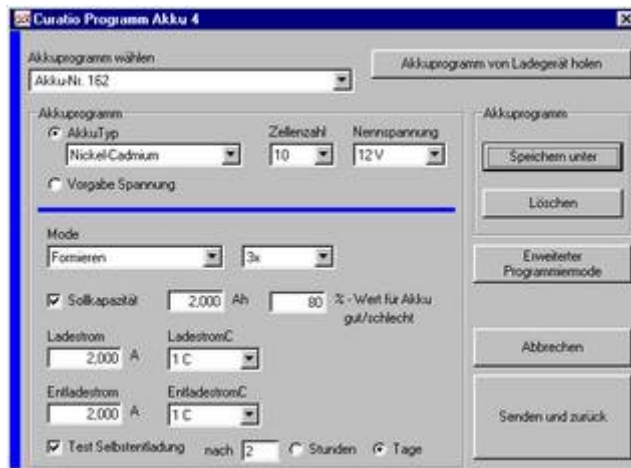 Curatio Programm Akku 4
Akkuprogramm wählen
Akku-Nr. 162
Akkuprogramm von Ladegerät holen
Akkuprogramm
AkkuTyp Zellenzahl Nennspannung
Nickel-Cadmium 10 12 V
Vorgabe Spannung
Akkuprogramm
Speichern unter
Löschen
Mode
Formieren 3x
Erweiterter
Programmiermode
Sollkapazität 2,000 Ah 80 % - Wert für Akku
gut/schlecht
Ladestrom LadestromC
2,000 A 1 C
Abbrechen
Entladestrom EntladestromC
2,000 A 1 C
Senden und zurück
Test Selbstentladung nach 2 Stunden Tage